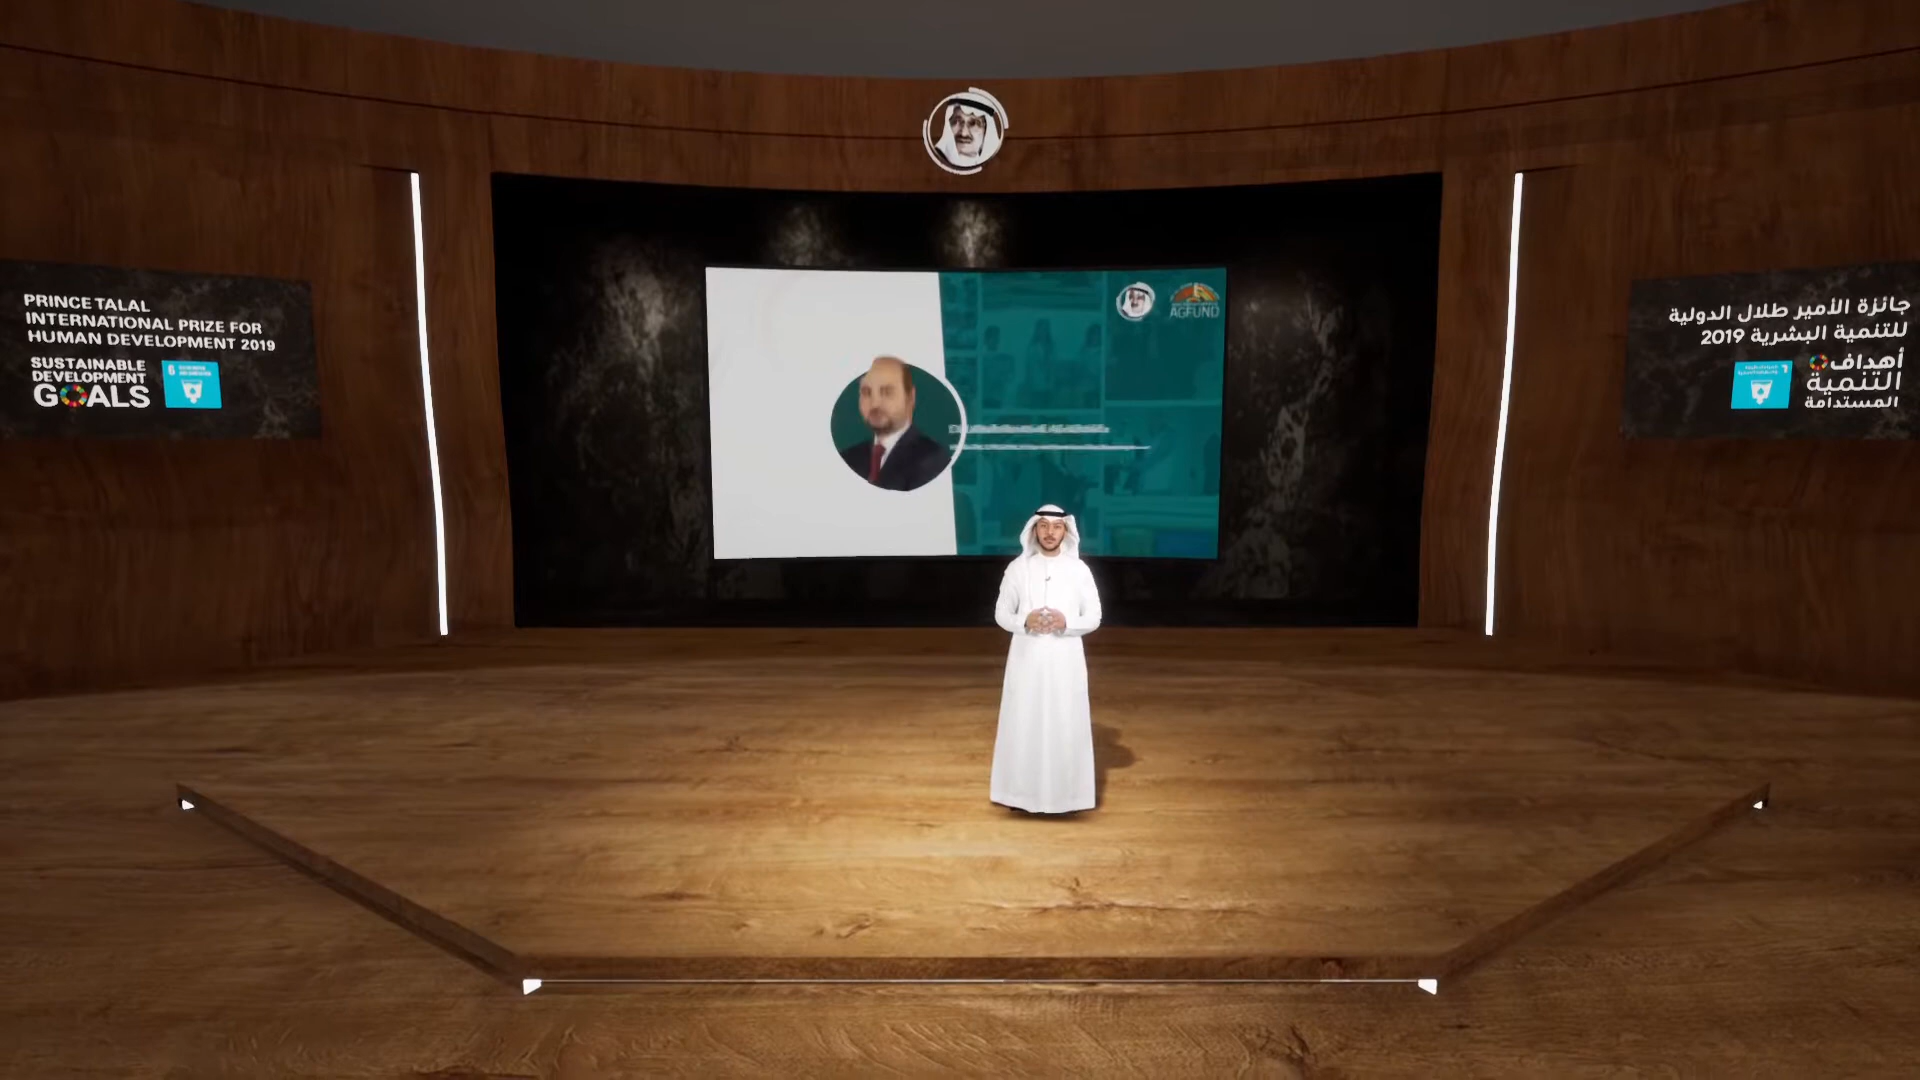 PRINCE TALAL
INTERNATIONAL PRIZE FOR
HUMAN DEVELOPMENT 2019
SUSTAINABLE
DEVELOPMENT
GOALS
6
AGFUND
جائزة الأمير طلال الدولية
للتنمية البشرية 2019
أهداف
التنمية
المستدامة